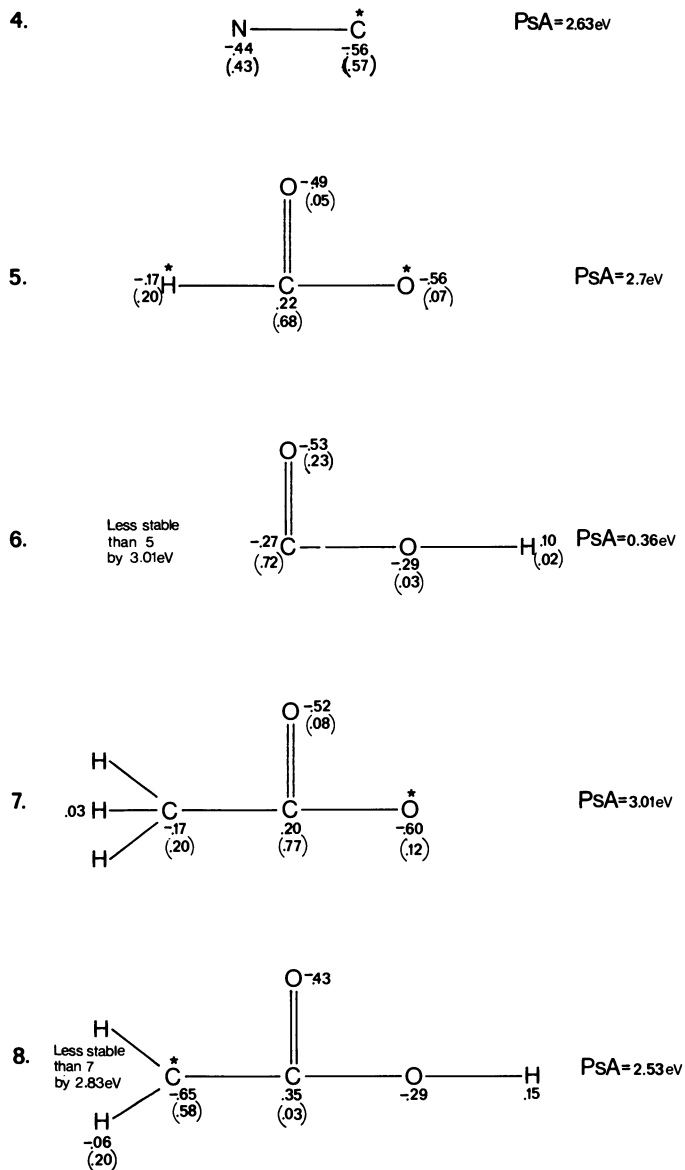 4.
N C* PsA = 2.63eV
-.44 -.56
(.43) (.57)
O -.49
(.05)
5.
-.17 H* C O* -.56 PsA = 2.7eV
(.20) .22 (.07)
(.68)
O -.53
(.23)
6.
Less stable
than 5
by 3.01eV
-.27 C O H .10 PsA = 0.36eV
(.72) -.29 (.02)
(.03)
O -.52
(.08)
H
7.
.03 H C C O* PsA = 3.01eV
-.17 .20 -.60
(.20) (.77) (.12)
H
O -.43
H
8.
Less stable
than 7
by 2.83eV
C* C O H PsA = 2.53eV
-.65 .35 -.29 .15
(.58) (.03)
H
-.06
(.20)